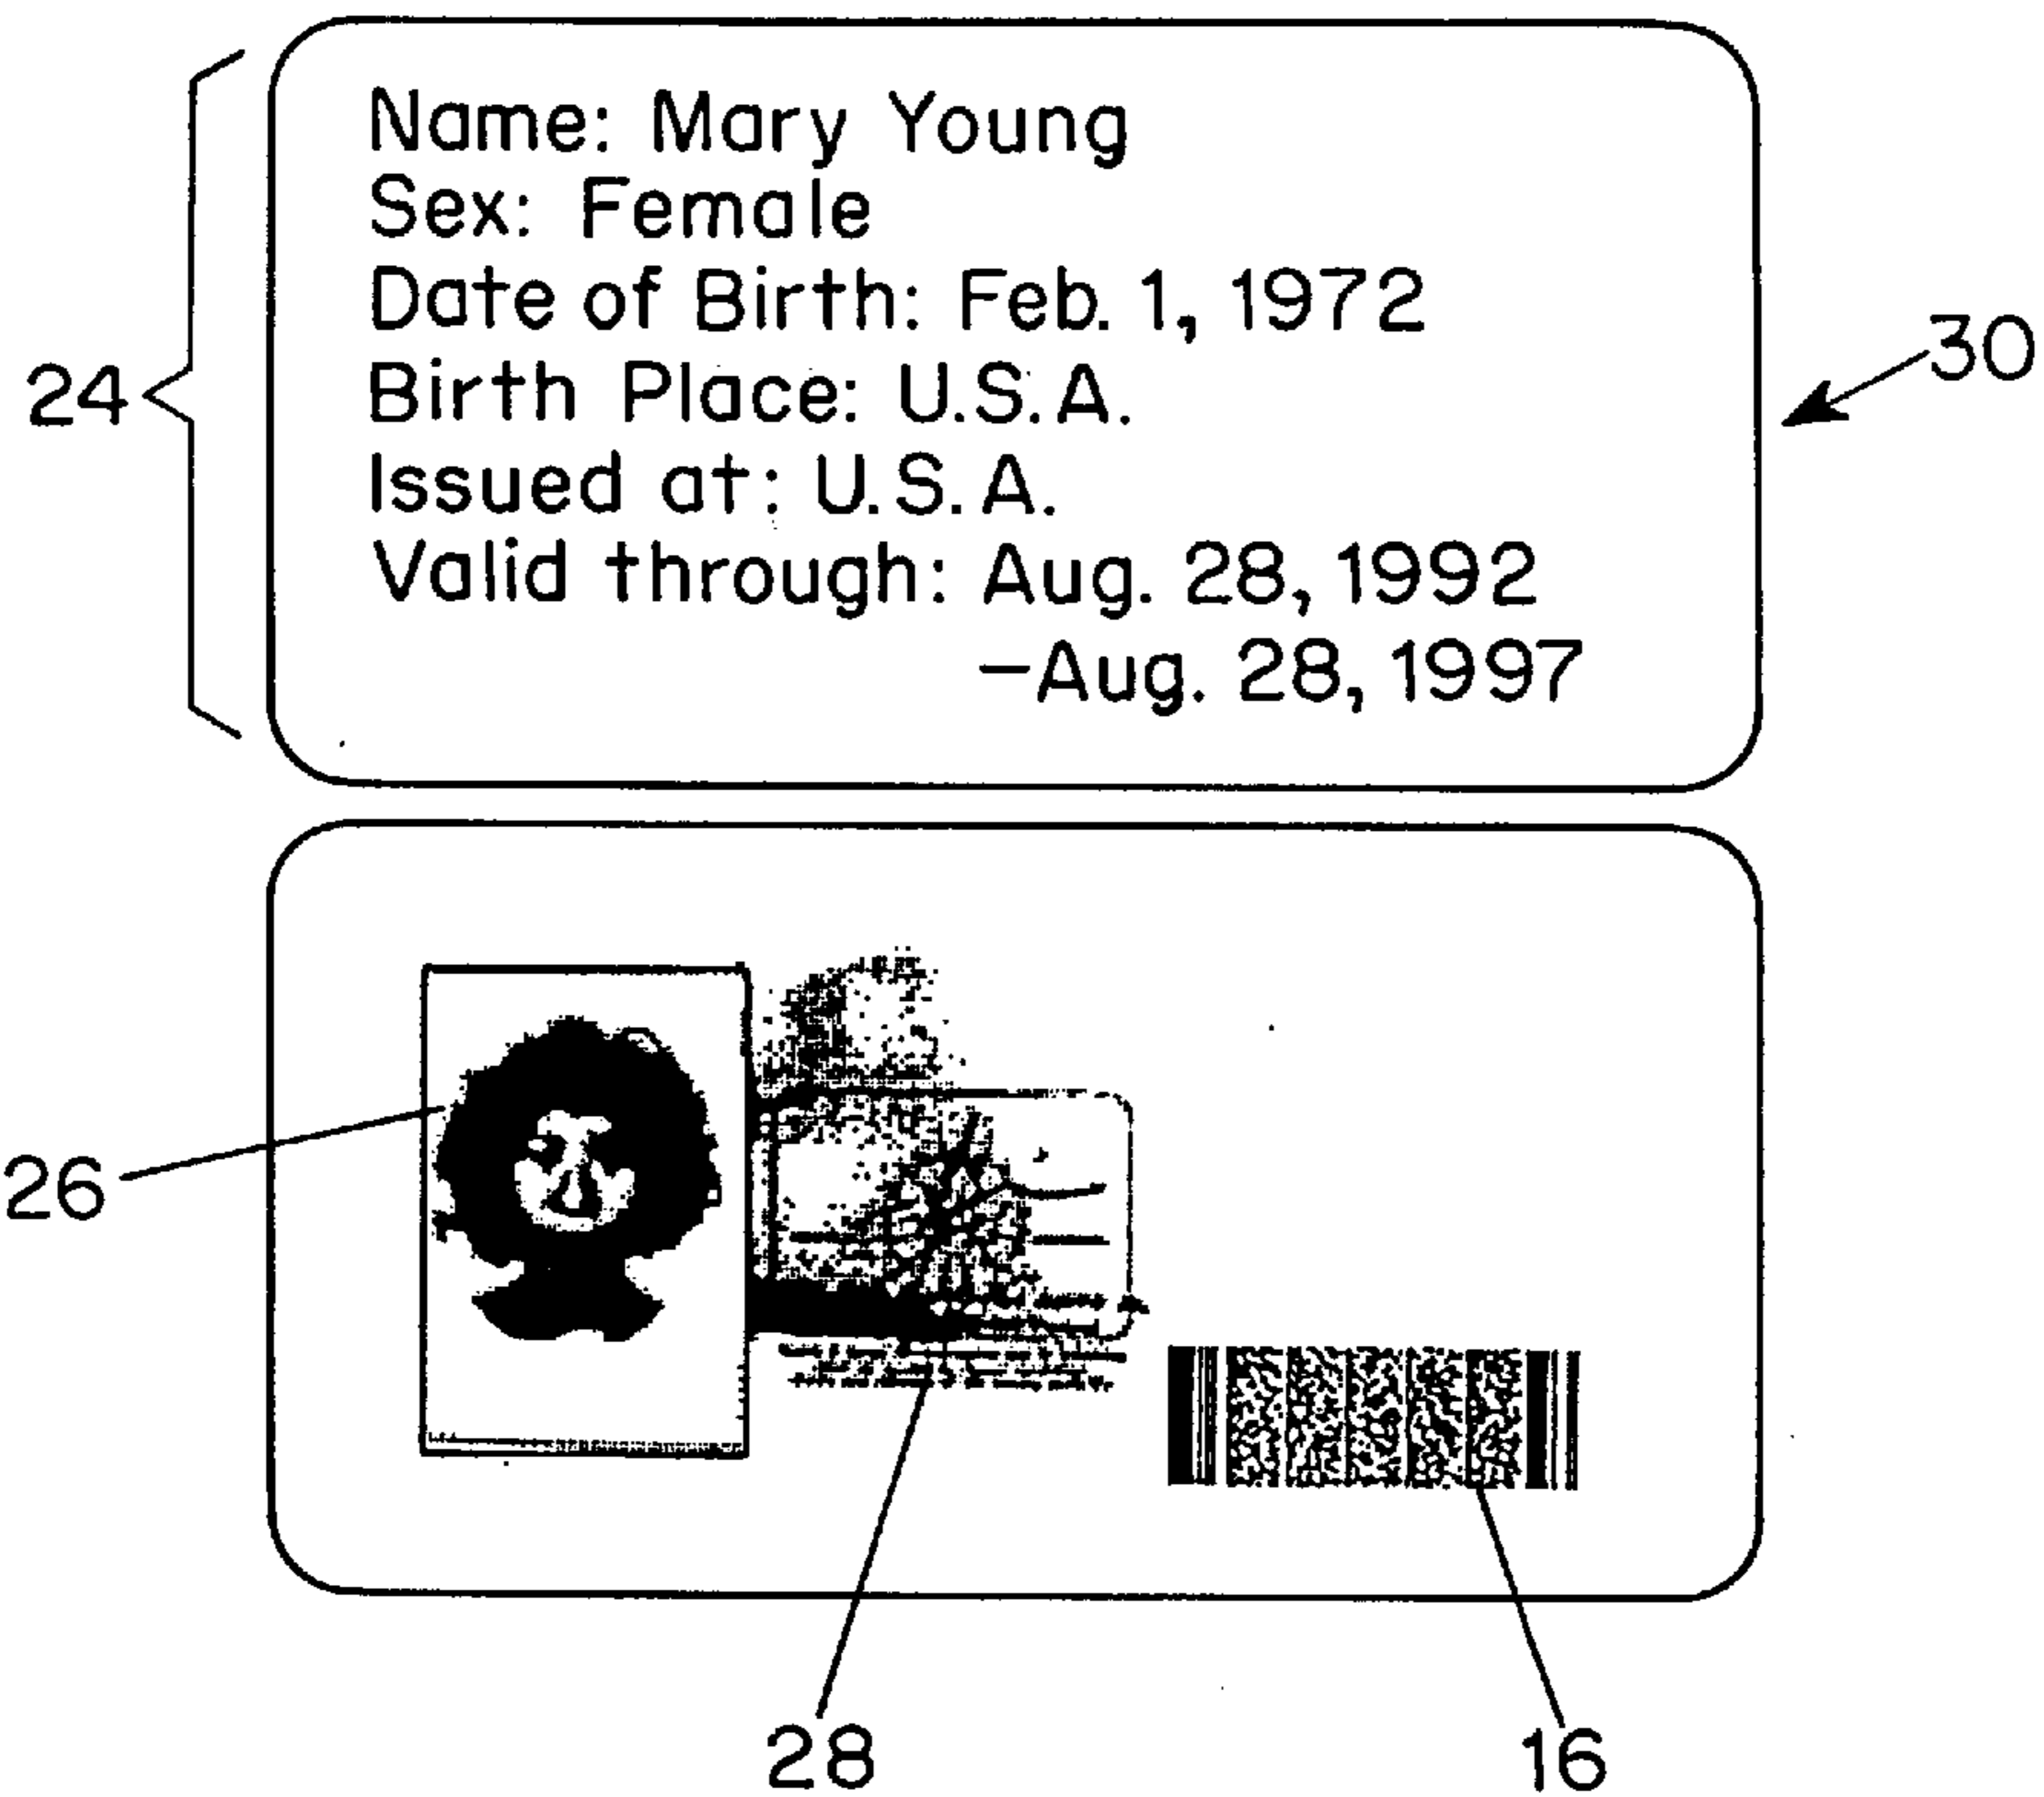 Name: Mary Young
Sex: Female
Date of Birth: Feb. 1, 1972
30
24
Birth Place: U.S.A.
Issued at: U.S.A.
Valid through: Aug. 28, 1992
–Aug. 28, 1997
26
28
16